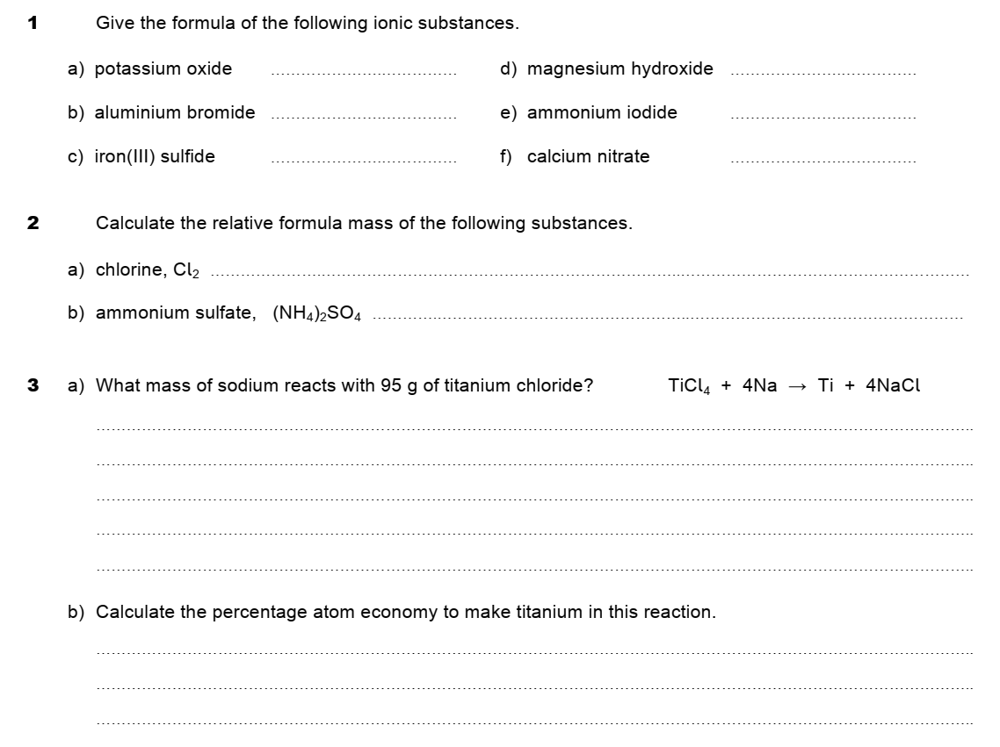 1 Give the formula of the following ionic substances.
a) potassium oxide .................................... d) magnesium hydroxide ....................................
b) aluminium bromide .................................... e) ammonium iodide ....................................
c) iron(III) sulfide .................................... f) calcium nitrate ....................................
2 Calculate the relative formula mass of the following substances.
a) chlorine, Cl₂ ....................................
b) ammonium sulfate, (NH₄)₂SO₄ ....................................
3 a) What mass of sodium reacts with 95 g of titanium chloride? TiCl₄ + 4Na → Ti + 4NaCl
b) Calculate the percentage atom economy to make titanium in this reaction.